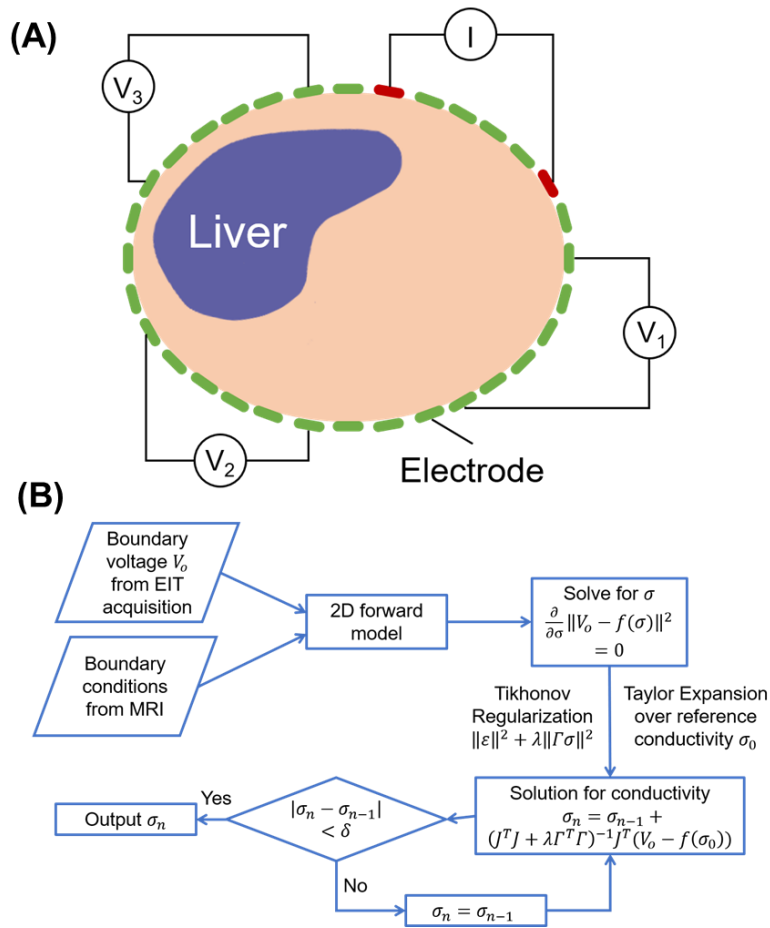 (A)
I
V₃
Liver
V₁
V₂
Electrode
(B)
Boundary
voltage V₀
from EIT
acquisition
Boundary
conditions
from MRI
2D forward
model
Solve for σ
∂/∂σ ‖Vₒ − f(σ)‖²
= 0
Tikhonov
Regularization
‖ε‖² + λ‖Γσ‖²
Taylor Expansion
over reference
conductivity σ₀
Solution for conductivity
σₙ = σₙ₋₁ +
(JᵀJ + λΓᵀΓ)⁻¹Jᵀ(Vₒ − f(σ₀))
|σₙ − σₙ₋₁|
< δ
Yes
Output σₙ
No
σₙ = σₙ₋₁